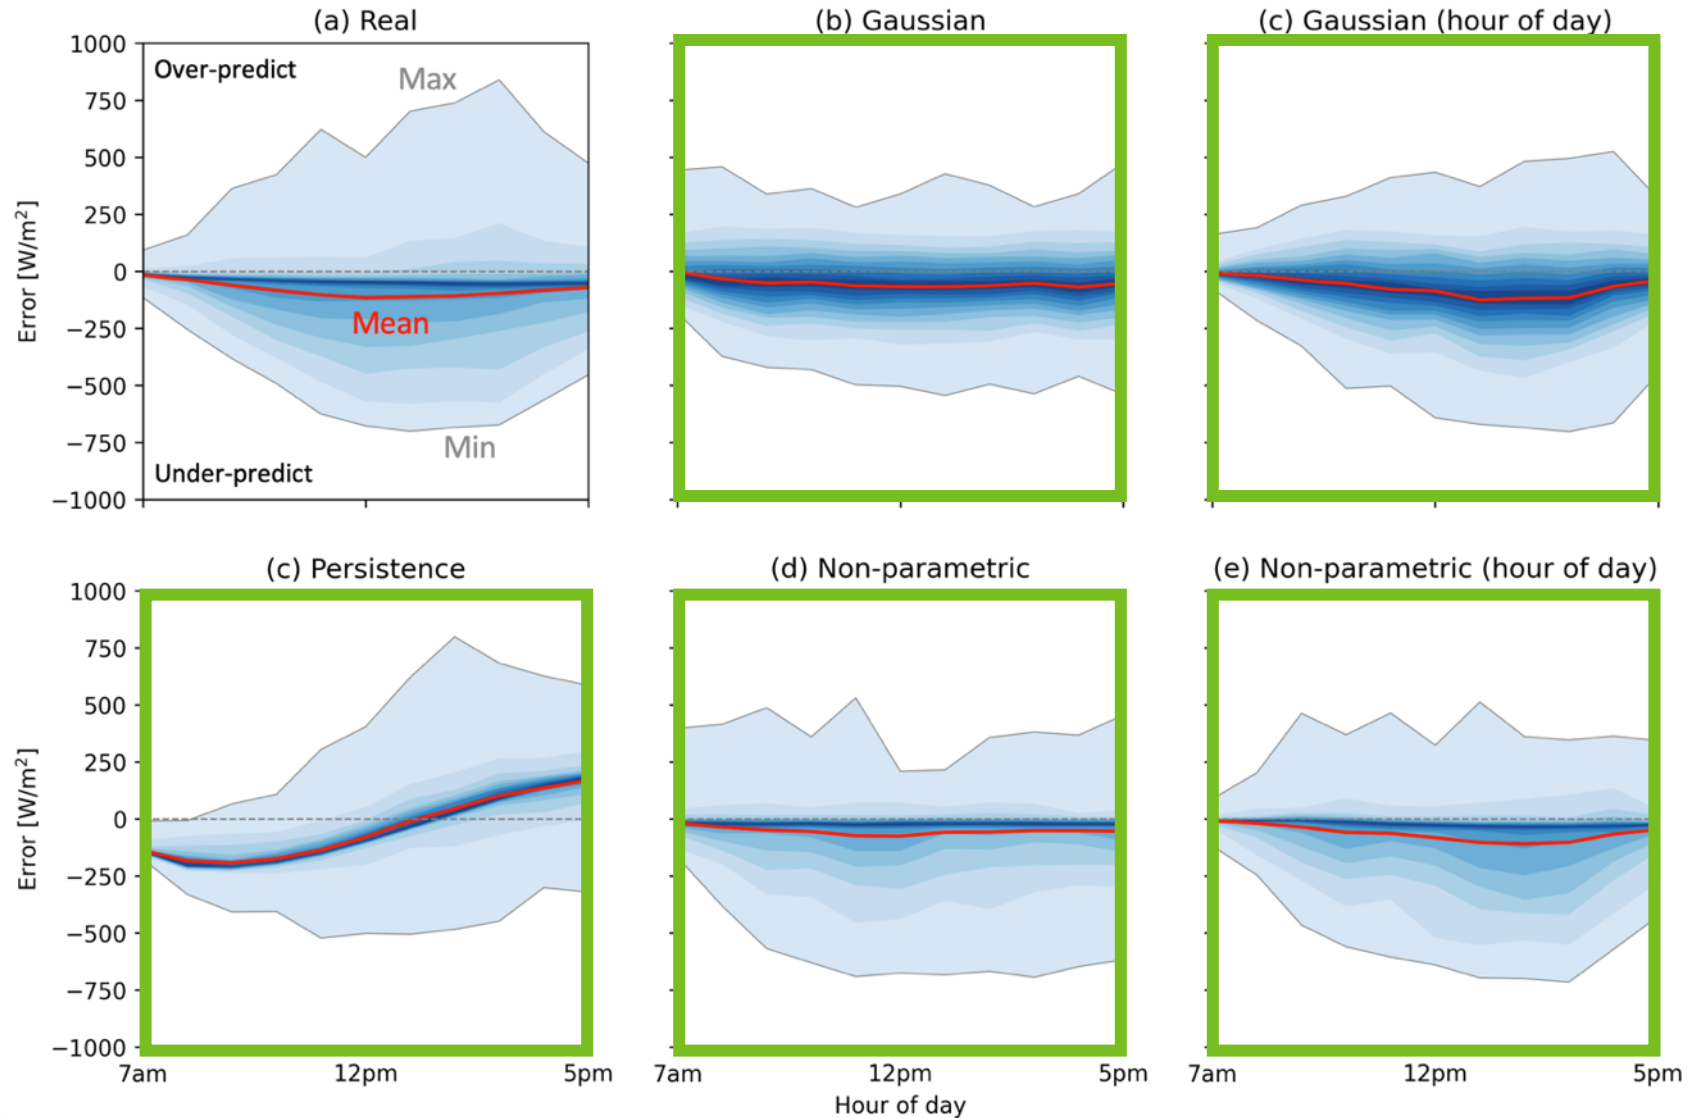 (a) Real
(b) Gaussian
(c) Gaussian (hour of day)
1000
750
500
250
0
−250
−500
−750
−1000
Error [W/m²]
Over-predict
Max
Mean
Min
Under-predict
(c) Persistence
(d) Non-parametric
(e) Non-parametric (hour of day)
1000
750
500
250
0
−250
−500
−750
−1000
Error [W/m²]
7am
12pm
5pm
7am
12pm
5pm
7am
12pm
5pm
Hour of day